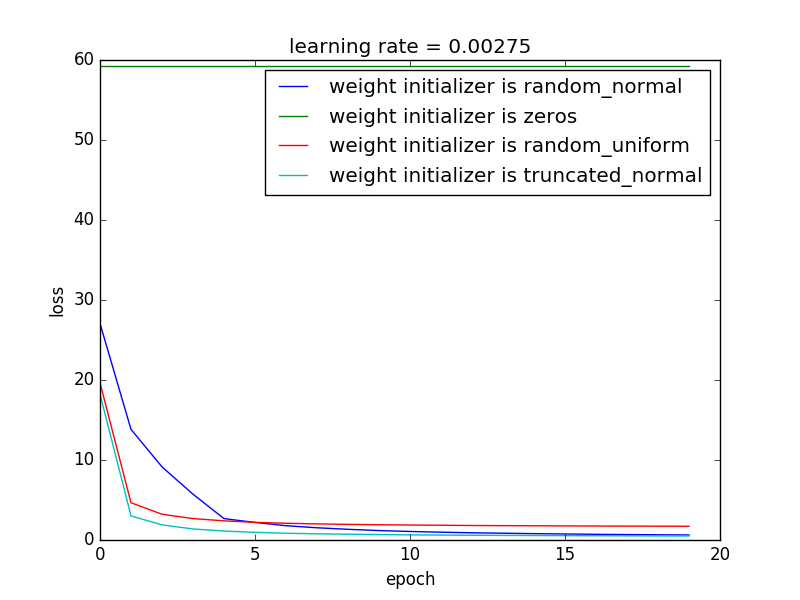 learning rate = 0.00275
60
50
40
30
20
10
0
loss
weight initializer is random_normal
weight initializer is zeros
weight initializer is random_uniform
weight initializer is truncated_normal
0 5 10 15 20
epoch